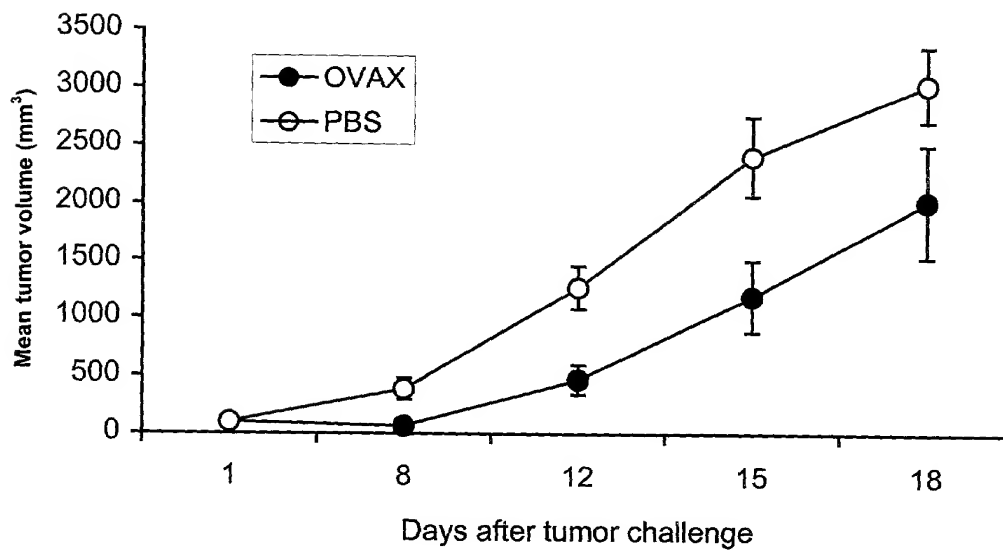 3500
3000
2500
2000
1500
1000
500
0
Mean tumor volume (mm³)
OVAX
PBS
1 8 12 15 18
Days after tumor challenge